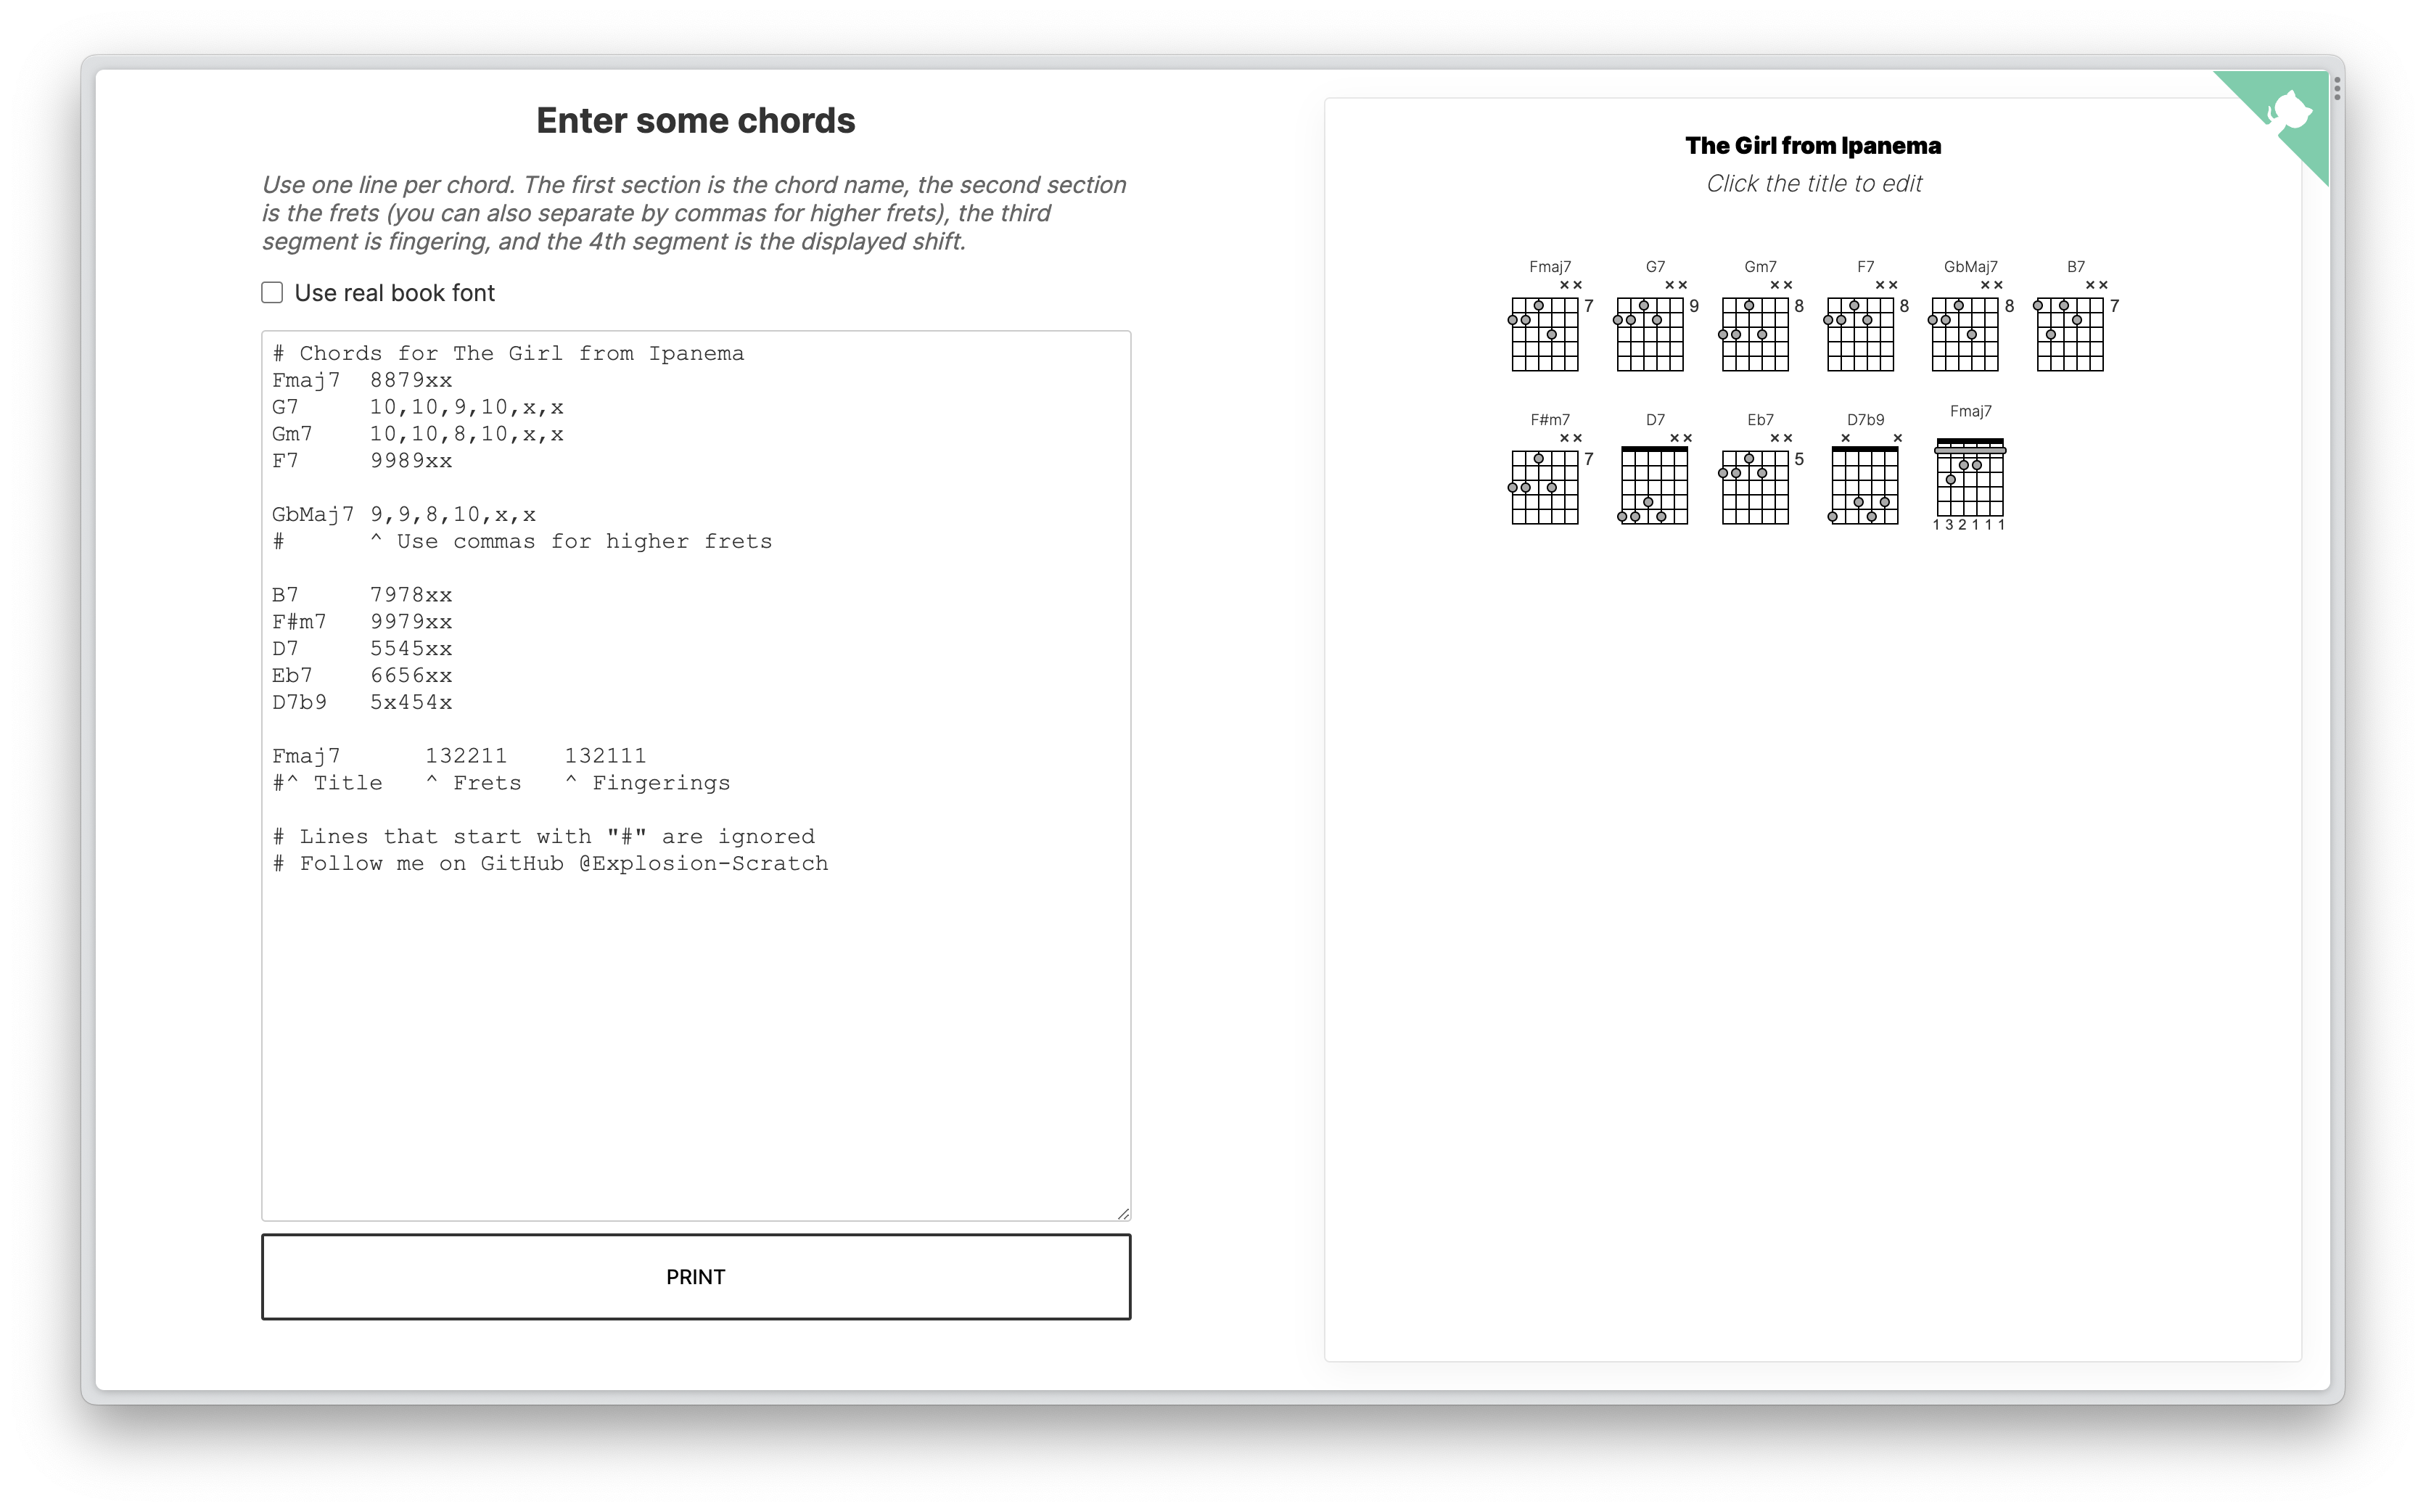 Enter some chords
Use one line per chord. The first section is the chord name, the second section
is the frets (you can also separate by commas for higher frets), the third
segment is fingering, and the 4th segment is the displayed shift.
Use real book font
# Chords for The Girl from Ipanema
Fmaj7  8879xx
G7     10,10,9,10,x,x
Gm7    10,10,8,10,x,x
F7     9989xx
GbMaj7 9,9,8,10,x,x
#      ^ Use commas for higher frets
B7     7978xx
F#m7   9979xx
D7     5545xx
Eb7    6656xx
D7b9   5x454x
Fmaj7      132211    132111
#^ Title   ^ Frets   ^ Fingerings
# Lines that start with "#" are ignored
# Follow me on GitHub @Explosion-Scratch
PRINT
The Girl from Ipanema
Click the title to edit
Fmaj7 G7 Gm7 F7 GbMaj7 B7
×× ×× ×× ×× ×× ××
7 9 8 8 8 7
F#m7 D7 Eb7 D7b9 Fmaj7
×× ×× ×× × ×
7 5
1 3 2 1 1 1